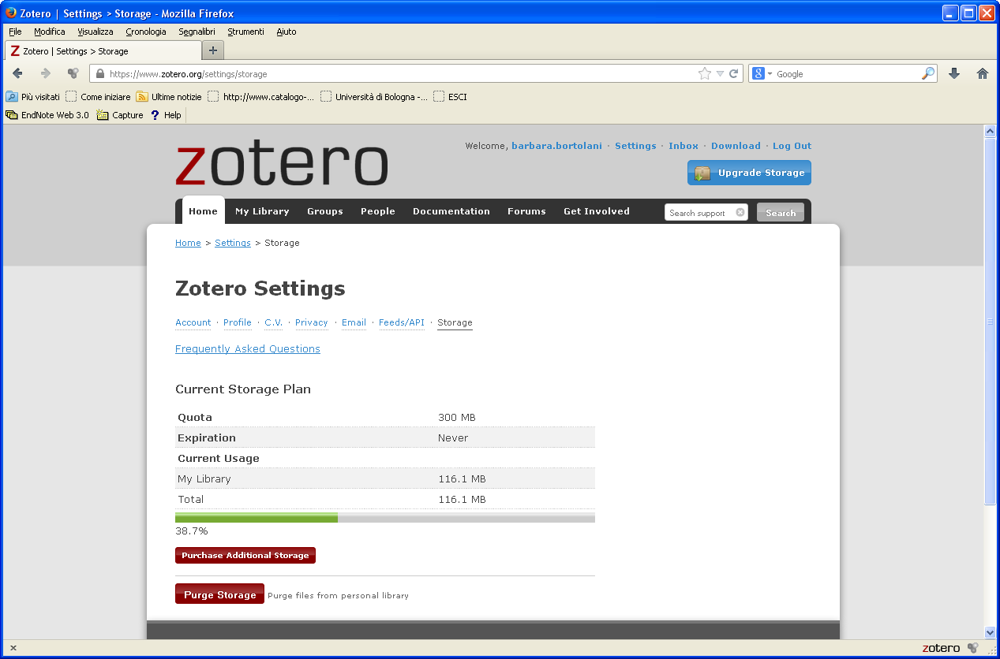 Zotero | Settings > Storage - Mozilla Firefox
File Modifica Visualizza Cronologia Segnalibri Strumenti Aiuto
Z Zotero | Settings > Storage +
https://www.zotero.org/settings/storage 8 Google
Più visitati Come iniziare Ultime notizie http://www.catalogo-... Università di Bologna -... ESCI
EndNote Web 3.0 Capture ? Help
zotero
Welcome, barbara.bortolani · Settings · Inbox · Download · Log Out
Upgrade Storage
Home My Library Groups People Documentation Forums Get Involved Search support Search
Home > Settings > Storage
Zotero Settings
Account · Profile · C.V. · Privacy · Email · Feeds/API · Storage
Frequently Asked Questions
Current Storage Plan
Quota 300 MB
Expiration Never
Current Usage
My Library 116.1 MB
Total 116.1 MB
38.7%
Purchase Additional Storage
Purge Storage Purge files from personal library
zotero